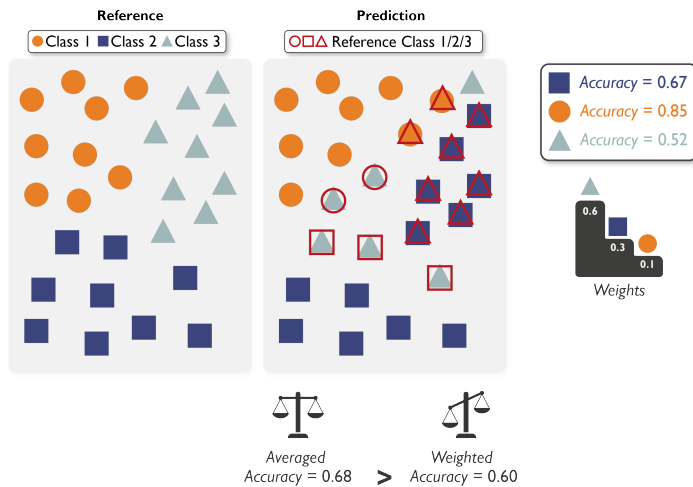 Reference
Prediction
Class 1 Class 2 Class 3
Reference Class 1/2/3
Accuracy = 0.67
Accuracy = 0.85
Accuracy = 0.52
0.6
0.3
0.1
Weights
Averaged
Accuracy = 0.68
>
Weighted
Accuracy = 0.60